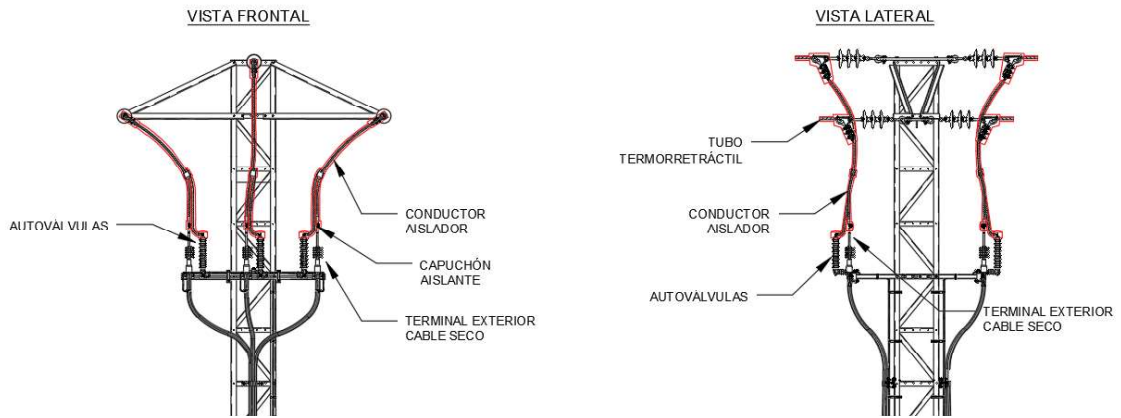 VISTA FRONTAL
AUTOVÁLVULAS
CONDUCTOR
AISLADOR
CAPUCHÓN
AISLANTE
TERMINAL EXTERIOR
CABLE SECO
VISTA LATERAL
TUBO
TERMORRETRÁCTIL
CONDUCTOR
AISLADOR
AUTOVÁLVULAS
TERMINAL EXTERIOR
CABLE SECO